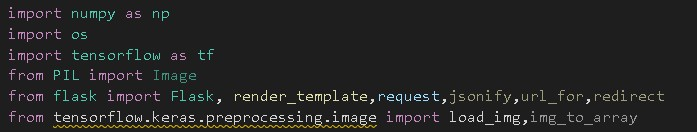 import numpy as np
import os
import tensorflow as tf
from PIL import Image
from flask import Flask, render_template,request,jsonify,url_for,redirect
from tensorflow.keras.preprocessing.image import load_img,img_to_array